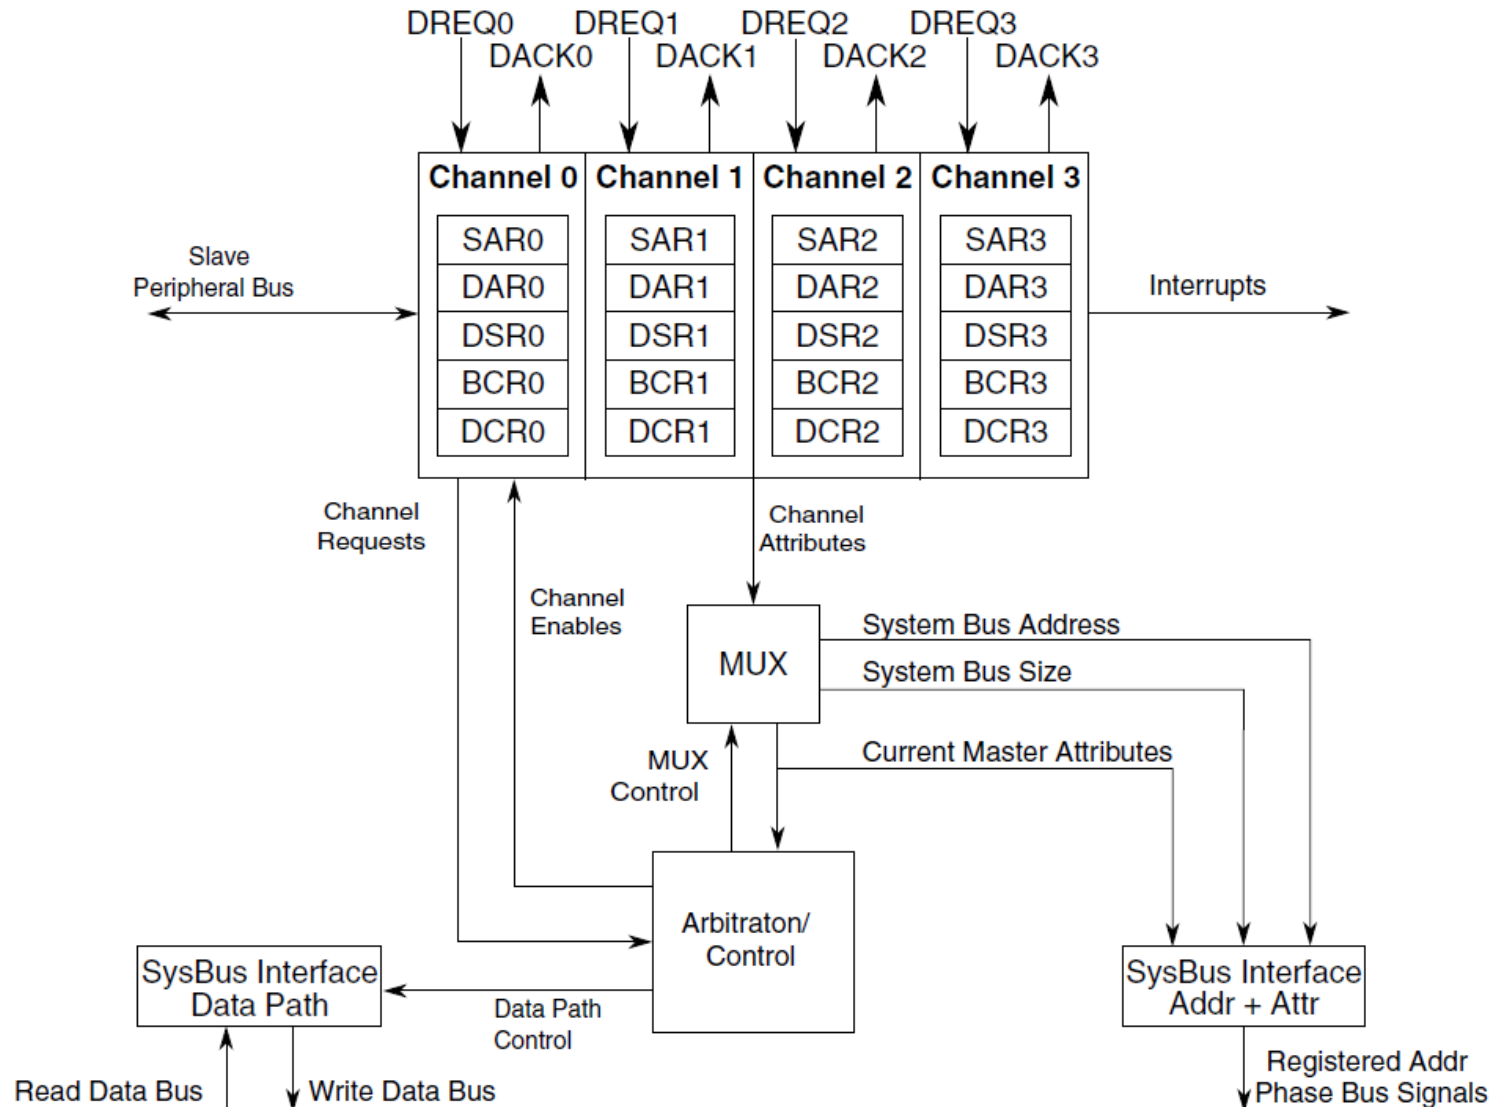 DREQ0 DREQ1 DREQ2 DREQ3
DACK0 DACK1 DACK2 DACK3
Channel 0 Channel 1 Channel 2 Channel 3
SAR0 SAR1 SAR2 SAR3
DAR0 DAR1 DAR2 DAR3
DSR0 DSR1 DSR2 DSR3
BCR0 BCR1 BCR2 BCR3
DCR0 DCR1 DCR2 DCR3
Slave
Peripheral Bus
Interrupts
Channel
Requests
Channel
Attributes
Channel
Enables
MUX
System Bus Address
System Bus Size
Current Master Attributes
MUX
Control
Arbitraton/
Control
SysBus Interface
Data Path
Data Path
Control
SysBus Interface
Addr + Attr
Read Data Bus
Write Data Bus
Registered Addr
Phase Bus Signals